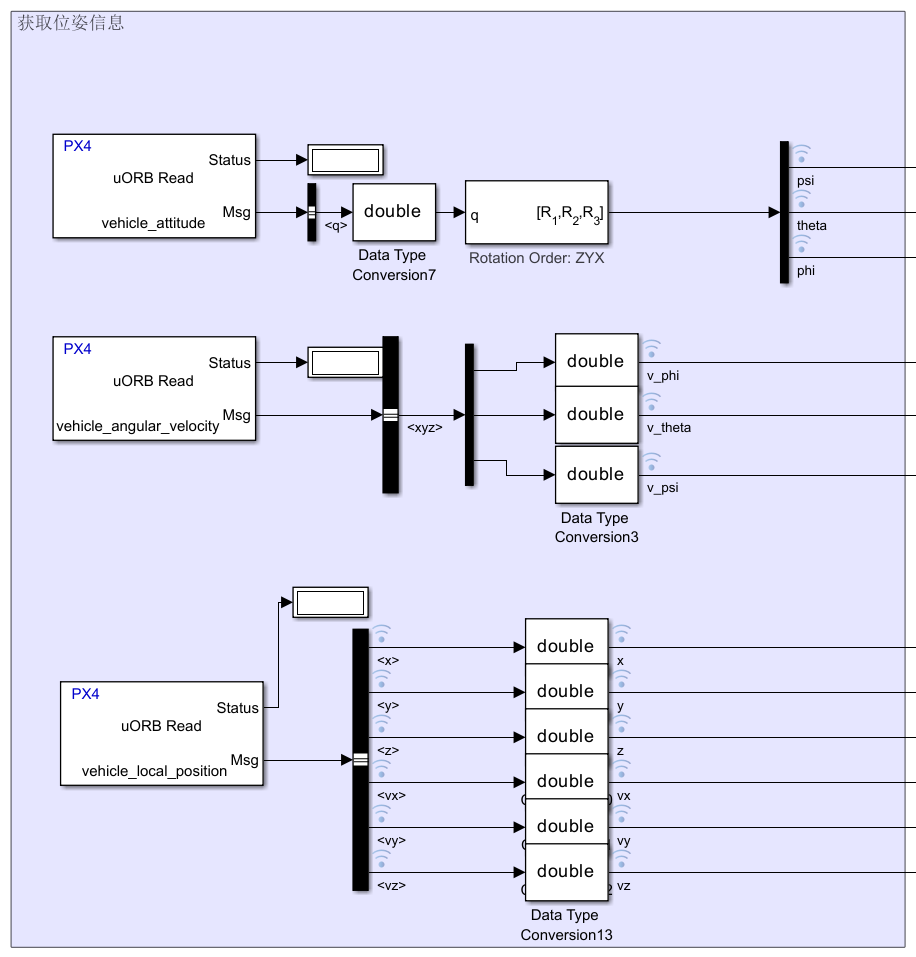 获取位姿信息
PX4
Status
uORB Read
Msg
vehicle_attitude
<q>
double
Data Type
Conversion7
q
[R1,R2,R3]
Rotation Order: ZYX
psi
theta
phi
PX4
Status
uORB Read
Msg
vehicle_angular_velocity
<xyz>
double
v_phi
double
v_theta
double
v_psi
Data Type
Conversion3
PX4
Status
uORB Read
Msg
vehicle_local_position
<x>
double
x
<y>
double
y
<z>
double
z
<vx>
double
vx
<vy>
double
vy
<vz>
double
vz
Data Type
Conversion13